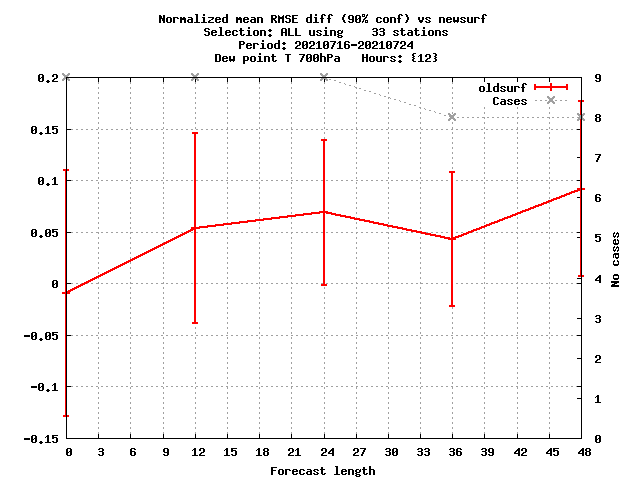 Normalized mean RMSE diff (90% conf) vs newsurf
Selection: ALL using 33 stations
Period: 20210716-20210724
Dew point T 700hPa Hours: {12}
oldsurf
Cases
0.2
0.15
0.1
0.05
0
-0.05
-0.1
-0.15
9
8
7
6
5
4
3
2
1
0
No cases
0 3 6 9 12 15 18 21 24 27 30 33 36 39 42 45 48
Forecast length